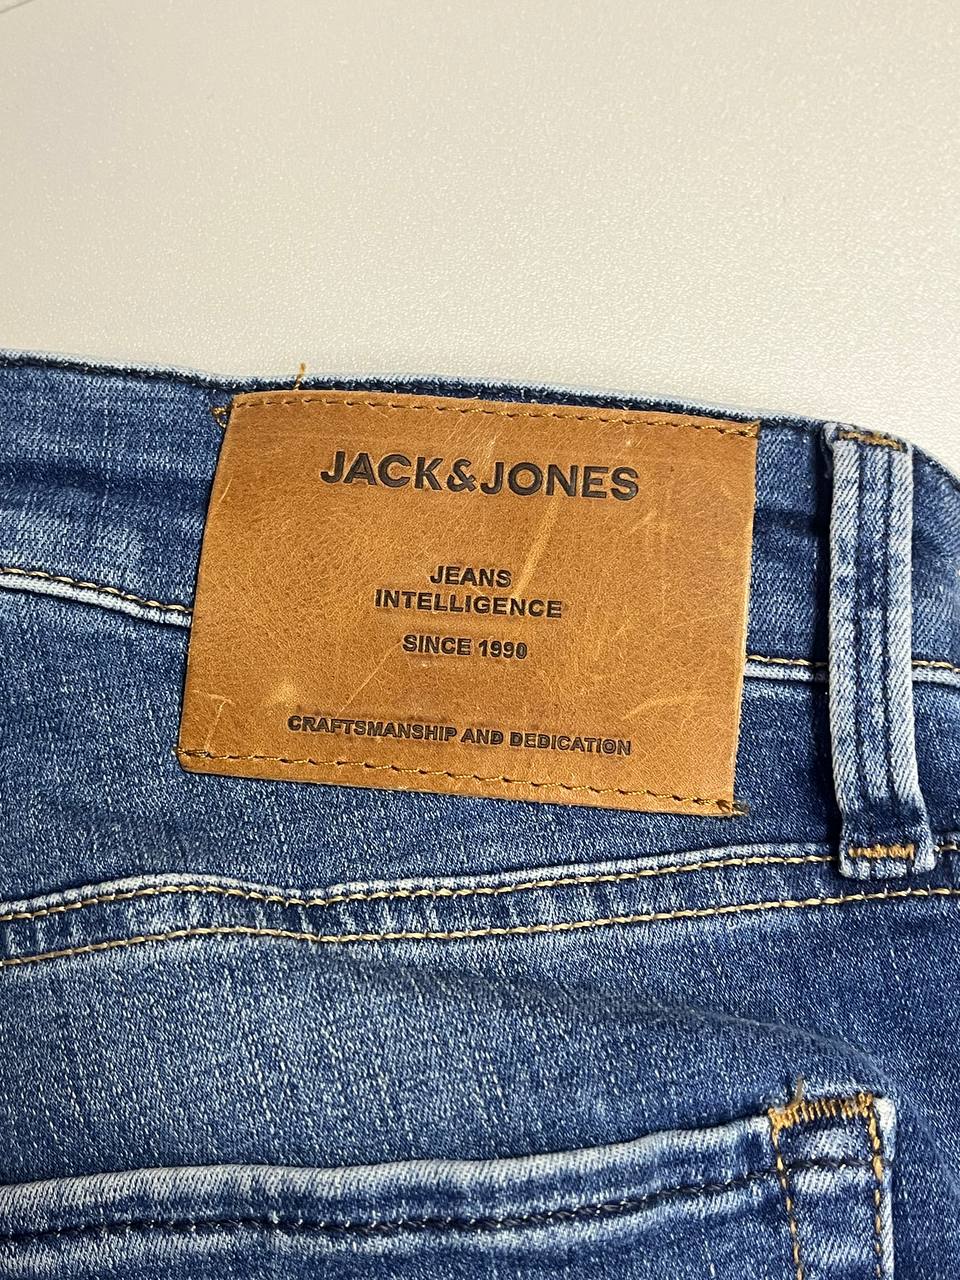 JACK&JONES
JEANS
INTELLIGENCE
SINCE 1990
CRAFTSMANSHIP AND DEDICATION